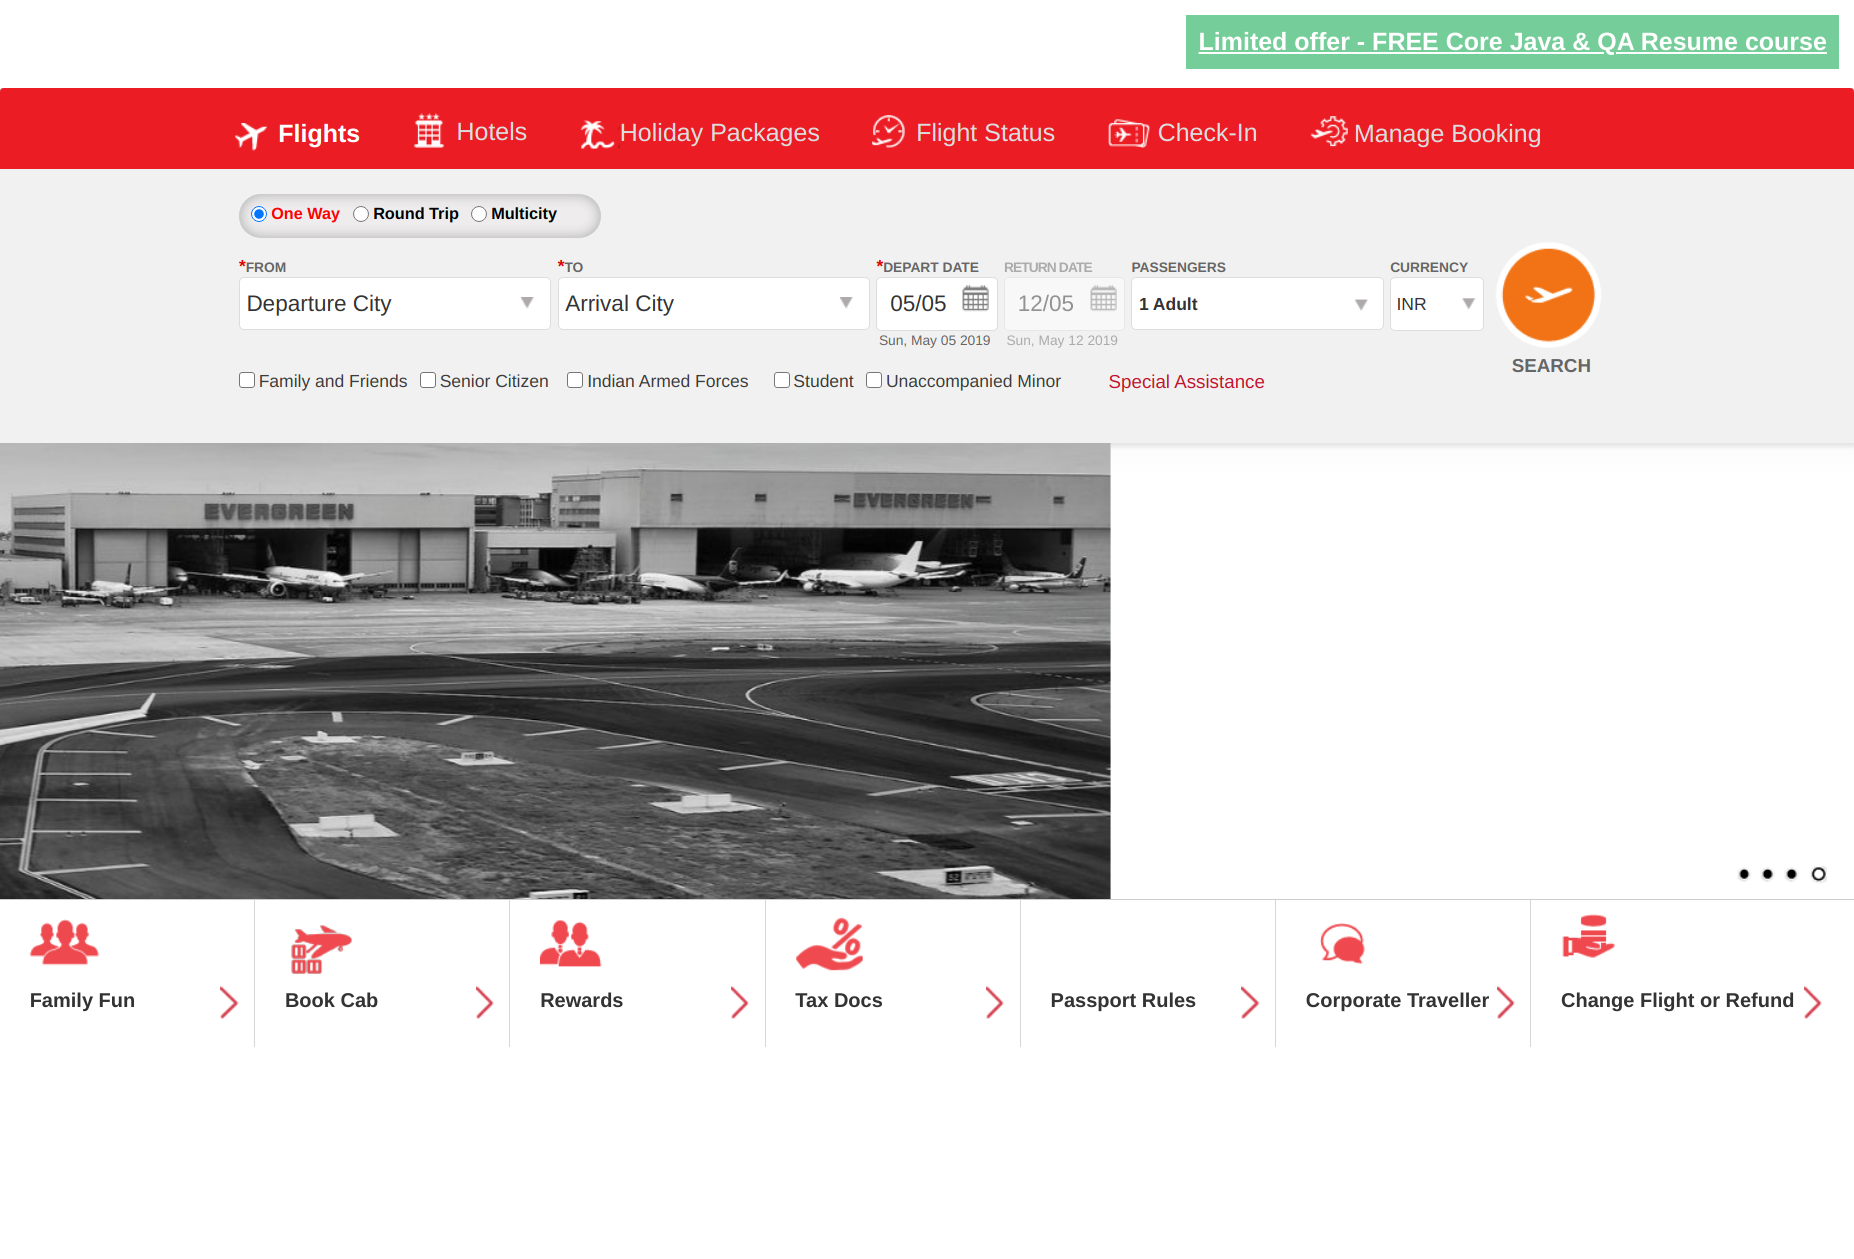 Limited offer - FREE Core Java & QA Resume course
Flights
Hotels
Holiday Packages
Flight Status
Check-In
Manage Booking
One Way
Round Trip
Multicity
*FROM
*TO
*DEPART DATE
RETURN DATE
PASSENGERS
CURRENCY
Departure City
Arrival City
05/05
12/05
1 Adult
INR
Sun, May 05 2019
Sun, May 12 2019
SEARCH
Family and Friends
Senior Citizen
Indian Armed Forces
Student
Unaccompanied Minor
Special Assistance
EVERGREEN
EVERGREEN
Family Fun
Book Cab
Rewards
Tax Docs
Passport Rules
Corporate Traveller
Change Flight or Refund